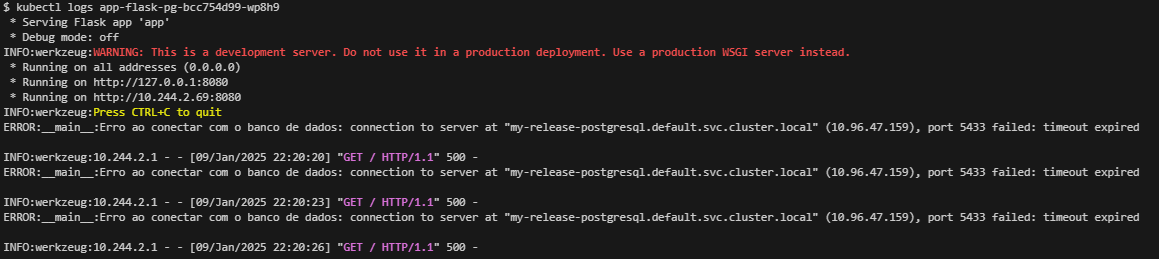 $ kubectl logs app-flask-pg-bcc754d99-wp8h9
 * Serving Flask app 'app'
 * Debug mode: off
INFO:werkzeug:WARNING: This is a development server. Do not use it in a production deployment. Use a production WSGI server instead.
 * Running on all addresses (0.0.0.0)
 * Running on http://127.0.0.1:8080
 * Running on http://10.244.2.69:8080
INFO:werkzeug:Press CTRL+C to quit
ERROR:__main__:Erro ao conectar com o banco de dados: connection to server at "my-release-postgresql.default.svc.cluster.local" (10.96.47.159), port 5433 failed: timeout expired
INFO:werkzeug:10.244.2.1 - - [09/Jan/2025 22:20:20] "GET / HTTP/1.1" 500 -
ERROR:__main__:Erro ao conectar com o banco de dados: connection to server at "my-release-postgresql.default.svc.cluster.local" (10.96.47.159), port 5433 failed: timeout expired
INFO:werkzeug:10.244.2.1 - - [09/Jan/2025 22:20:23] "GET / HTTP/1.1" 500 -
ERROR:__main__:Erro ao conectar com o banco de dados: connection to server at "my-release-postgresql.default.svc.cluster.local" (10.96.47.159), port 5433 failed: timeout expired
INFO:werkzeug:10.244.2.1 - - [09/Jan/2025 22:20:26] "GET / HTTP/1.1" 500 -